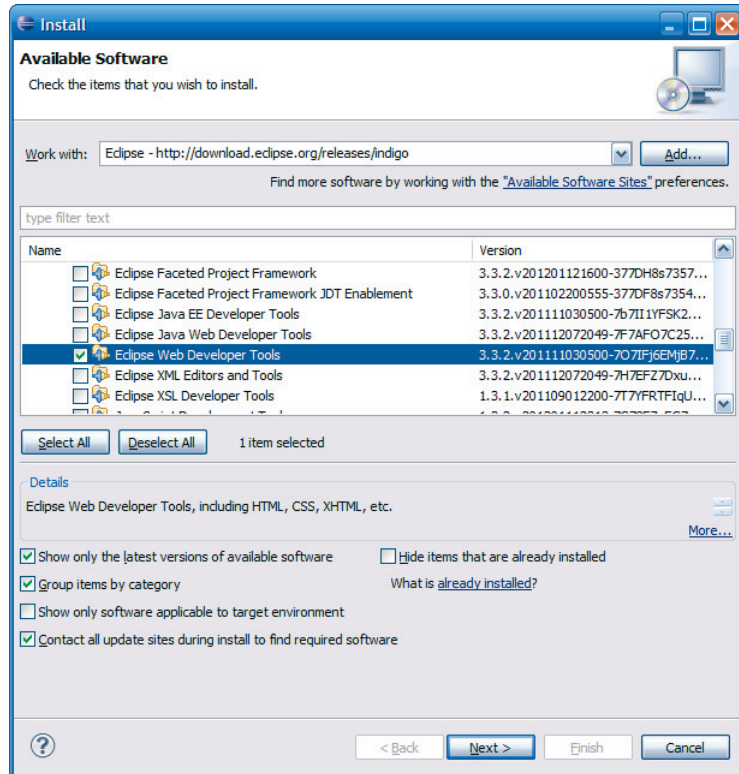 Install
Available Software
Check the items that you wish to install.
Work with: Eclipse - http://download.eclipse.org/releases/indigo Add...
Find more software by working with the "Available Software Sites" preferences.
type filter text
Name Version
Eclipse Faceted Project Framework 3.3.2.v201201121600-377DH8s7357...
Eclipse Faceted Project Framework JDT Enablement 3.3.0.v201102200555-377DF8s7354...
Eclipse Java EE Developer Tools 3.3.2.v201111030500-7b7II1YFSK2...
Eclipse Java Web Developer Tools 3.3.2.v201112072049-7F7AFO7C25...
Eclipse Web Developer Tools 3.3.2.v201111030500-7O7IFj6EMjB7...
Eclipse XML Editors and Tools 3.3.2.v201112072049-7H7EFZ7Dxu...
Eclipse XSL Developer Tools 1.3.1.v201109012200-7T7YFRTFIqU...
Select All Deselect All 1 item selected
Details
Eclipse Web Developer Tools, including HTML, CSS, XHTML, etc.
More...
Show only the latest versions of available software Hide items that are already installed
Group items by category What is already installed?
Show only software applicable to target environment
Contact all update sites during install to find required software
? < Back Next > Finish Cancel